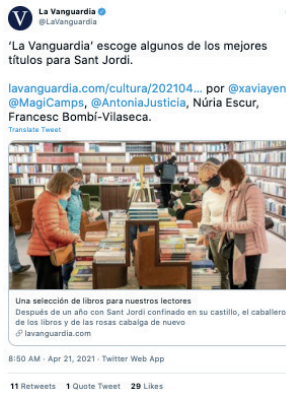 La Vanguardia
@LaVanguardia
‘La Vanguardia’ escoge algunos de los mejores
títulos para Sant Jordi.
lavanguardia.com/cultura/202104... por @xaviayen
@MagiCamps, @AntoniaJusticia, Núria Escur,
Francesc Bombí-Vilaseca.
Translate Tweet
Una selección de libros para nuestros lectores
Después de un año con Sant Jordi confinado en su castillo, el caballero
de los libros y de las rosas cabalga de nuevo
lavanguardia.com
8:50 AM · Apr 21, 2021 · Twitter Web App
11 Retweets 1 Quote Tweet 29 Likes